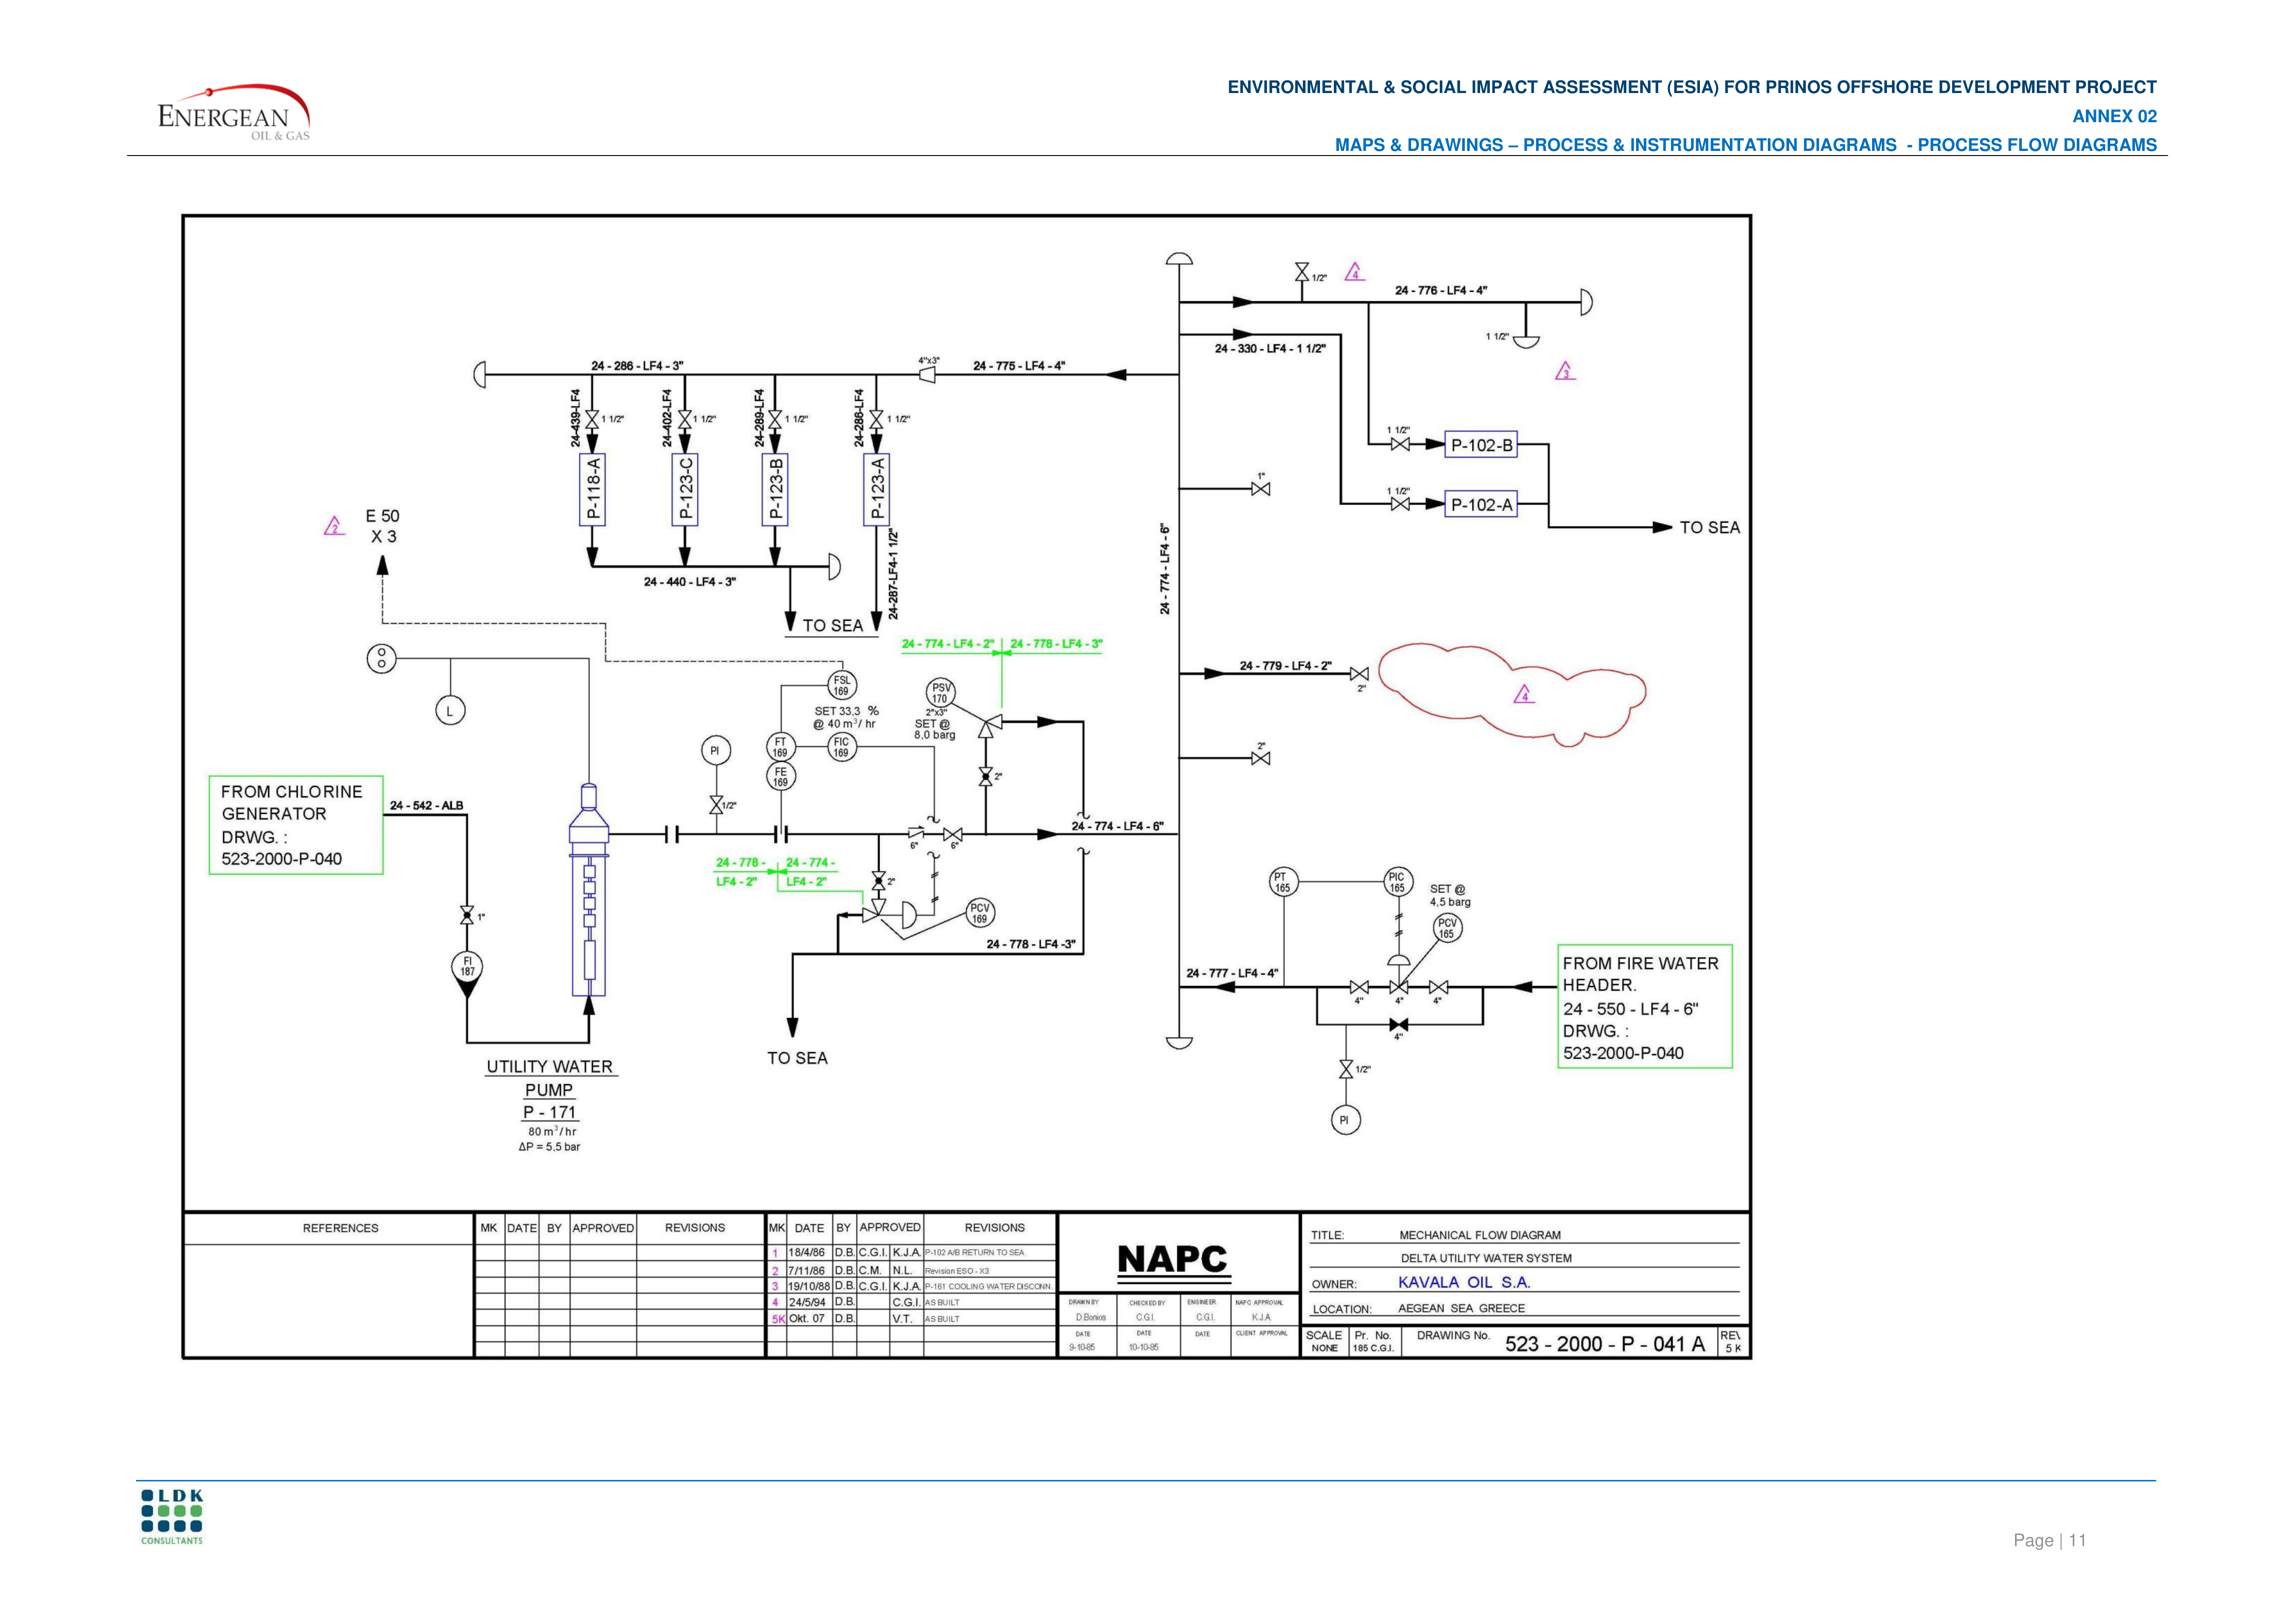 ENERGEAN
OIL & GAS
ENVIRONMENTAL & SOCIAL IMPACT ASSESSMENT (ESIA) FOR PRINOS OFFSHORE DEVELOPMENT PROJECT
ANNEX 02
MAPS & DRAWINGS – PROCESS & INSTRUMENTATION DIAGRAMS - PROCESS FLOW DIAGRAMS
1/2"
4
24 - 776 - LF4 - 4"
1 1/2"
24 - 330 - LF4 - 1 1/2"
3
24 - 286 - LF4 - 3"
4"x3"
24 - 775 - LF4 - 4"
24-439-LF4
1 1/2"
24-402-LF4
1 1/2"
24-289-LF4
1 1/2"
24-286-LF4
1 1/2"
P-118-A
P-123-C
P-123-B
P-123-A
1 1/2"
P-102-B
1 1/2"
P-102-A
TO SEA
1"
2
E 50
X 3
24 - 440 - LF4 - 3"
24-287-LF4-1 1/2"
TO SEA
24 - 774 - LF4 - 6"
24 - 774 - LF4 - 2"
24 - 778 - LF4 - 3"
24 - 779 - LF4 - 2"
2"
4
2"
L
FSL
169
SET 33,3 %
@ 40 m³/ hr
PSV
170
2"x3"
SET @
8,0 barg
PI
1/2"
FT
169
FIC
169
FE
169
2"
FROM CHLORINE
GENERATOR
DRWG. :
523-2000-P-040
24 - 542 - ALB
1"
FI
187
6"
6"
24 - 774 - LF4 - 6"
24 - 778 -
LF4 - 2"
24 - 774 -
LF4 - 2"
2"
PCV
169
24 - 778 - LF4 -3"
TO SEA
UTILITY WATER
PUMP
P - 171
80 m³/ hr
ΔP = 5,5 bar
PT
165
PIC
165
SET @
4,5 barg
PCV
165
24 - 777 - LF4 - 4"
4"
4"
4"
4"
1/2"
PI
FROM FIRE WATER
HEADER.
24 - 550 - LF4 - 6"
DRWG. :
523-2000-P-040
REFERENCES
MK DATE BY APPROVED REVISIONS
MK DATE BY APPROVED REVISIONS
1 18/4/86 D.B. C.G.I. K.J.A. P-102 A/B RETURN TO SEA
2 7/11/86 D.B. C.M. N.L. Revision ESO - X3
3 19/10/88 D.B. C.G.I. K.J.A. P-161 COOLING WATER DISCONN.
4 24/5/94 D.B. C.G.I. AS BUILT
5K Okt. 07 D.B. V.T. AS BUILT
NAPC
DRAWN BY CHECKED BY ENGINEER NAPC APPROVAL
D.Bonios C.G.I. C.G.I. K.J.A
DATE DATE DATE CLIENT APPROVAL
9-10-85 10-10-85
TITLE: MECHANICAL FLOW DIAGRAM
DELTA UTILITY WATER SYSTEM
OWNER: KAVALA OIL S.A.
LOCATION: AEGEAN SEA GREECE
SCALE
NONE
Pr. No.
185 C.G.I.
DRAWING No. 523 - 2000 - P - 041 A
5 K
LDK
CONSULTANTS
Page | 11